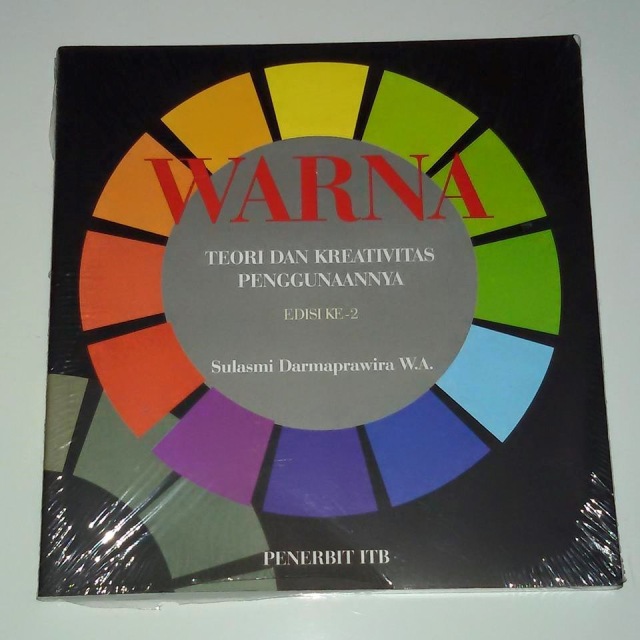 WARNA
TEORI DAN KREATIVITAS
PENGGUNAANNYA
EDISI KE-2
Sulasmi Darmaprawira W.A.
PENERBIT ITB